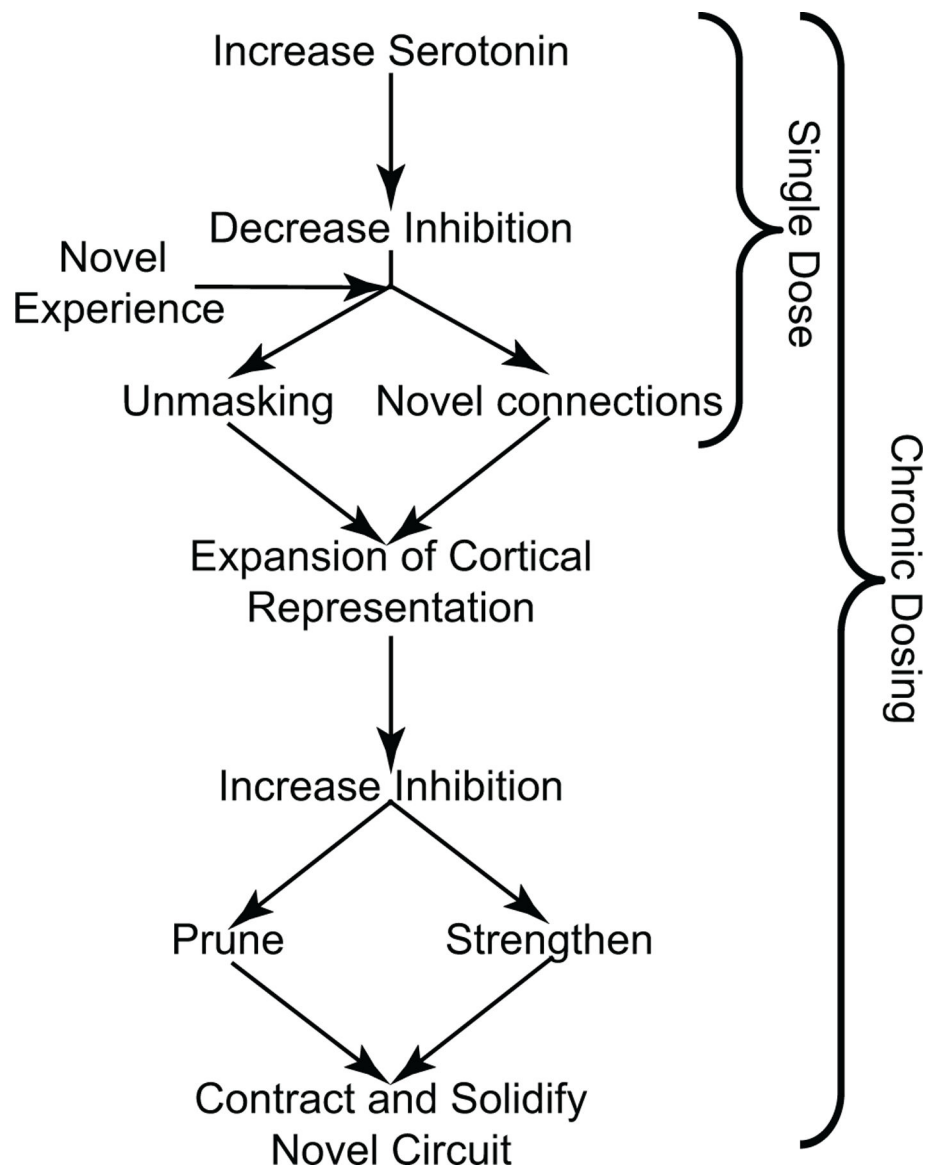 Increase Serotonin
Decrease Inhibition
Novel
Experience
Unmasking
Novel connections
Expansion of Cortical
Representation
Increase Inhibition
Prune
Strengthen
Contract and Solidify
Novel Circuit
Single Dose
Chronic Dosing